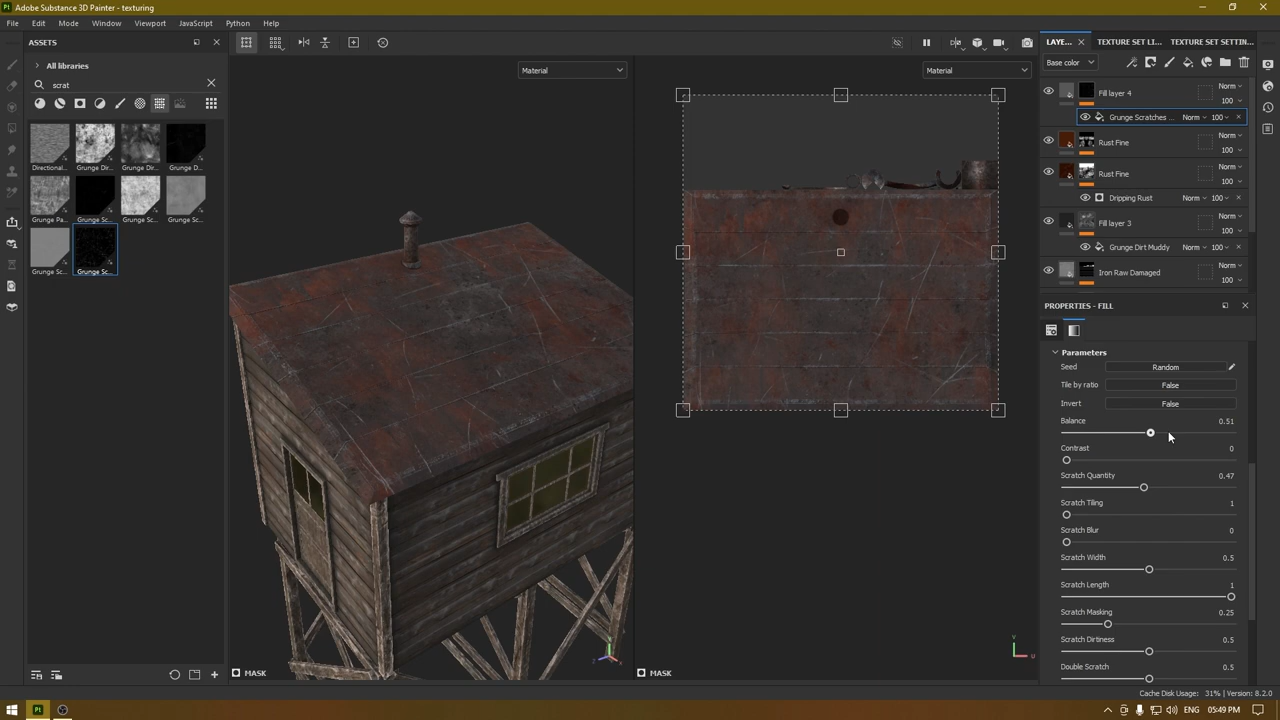 Adobe Substance 3D Painter - texturing
File Edit Mode Window Viewport JavaScript Python Help
ASSETS
All libraries
scrat
Directional...
Grunge Dir...
Grunge Dir...
Grunge D...
Grunge Pa...
Grunge Sc...
Grunge Sc...
Grunge Sc...
Grunge Sc...
Grunge Sc...
Material
MASK
Material
MASK
LAYE...
TEXTURE SET LI...
TEXTURE SET SETTIN...
Base color
Fill layer 4
Norm
100
Grunge Scratches ... Norm 100
Rust Fine
Norm
100
Rust Fine
Norm
100
Dripping Rust Norm 100
Fill layer 3
Norm
100
Grunge Dirt Muddy Norm 100
Iron Raw Damaged
Norm
100
PROPERTIES - FILL
Parameters
Seed Random
Tile by ratio False
Invert False
Balance 0.51
Contrast 0
Scratch Quantity 0.47
Scratch Tiling 1
Scratch Blur 0
Scratch Width 0.5
Scratch Length 1
Scratch Masking 0.25
Scratch Dirtiness 0.5
Double Scratch 0.5
Cache Disk Usage: 31% | Version: 8.2.0
ENG 05:49 PM